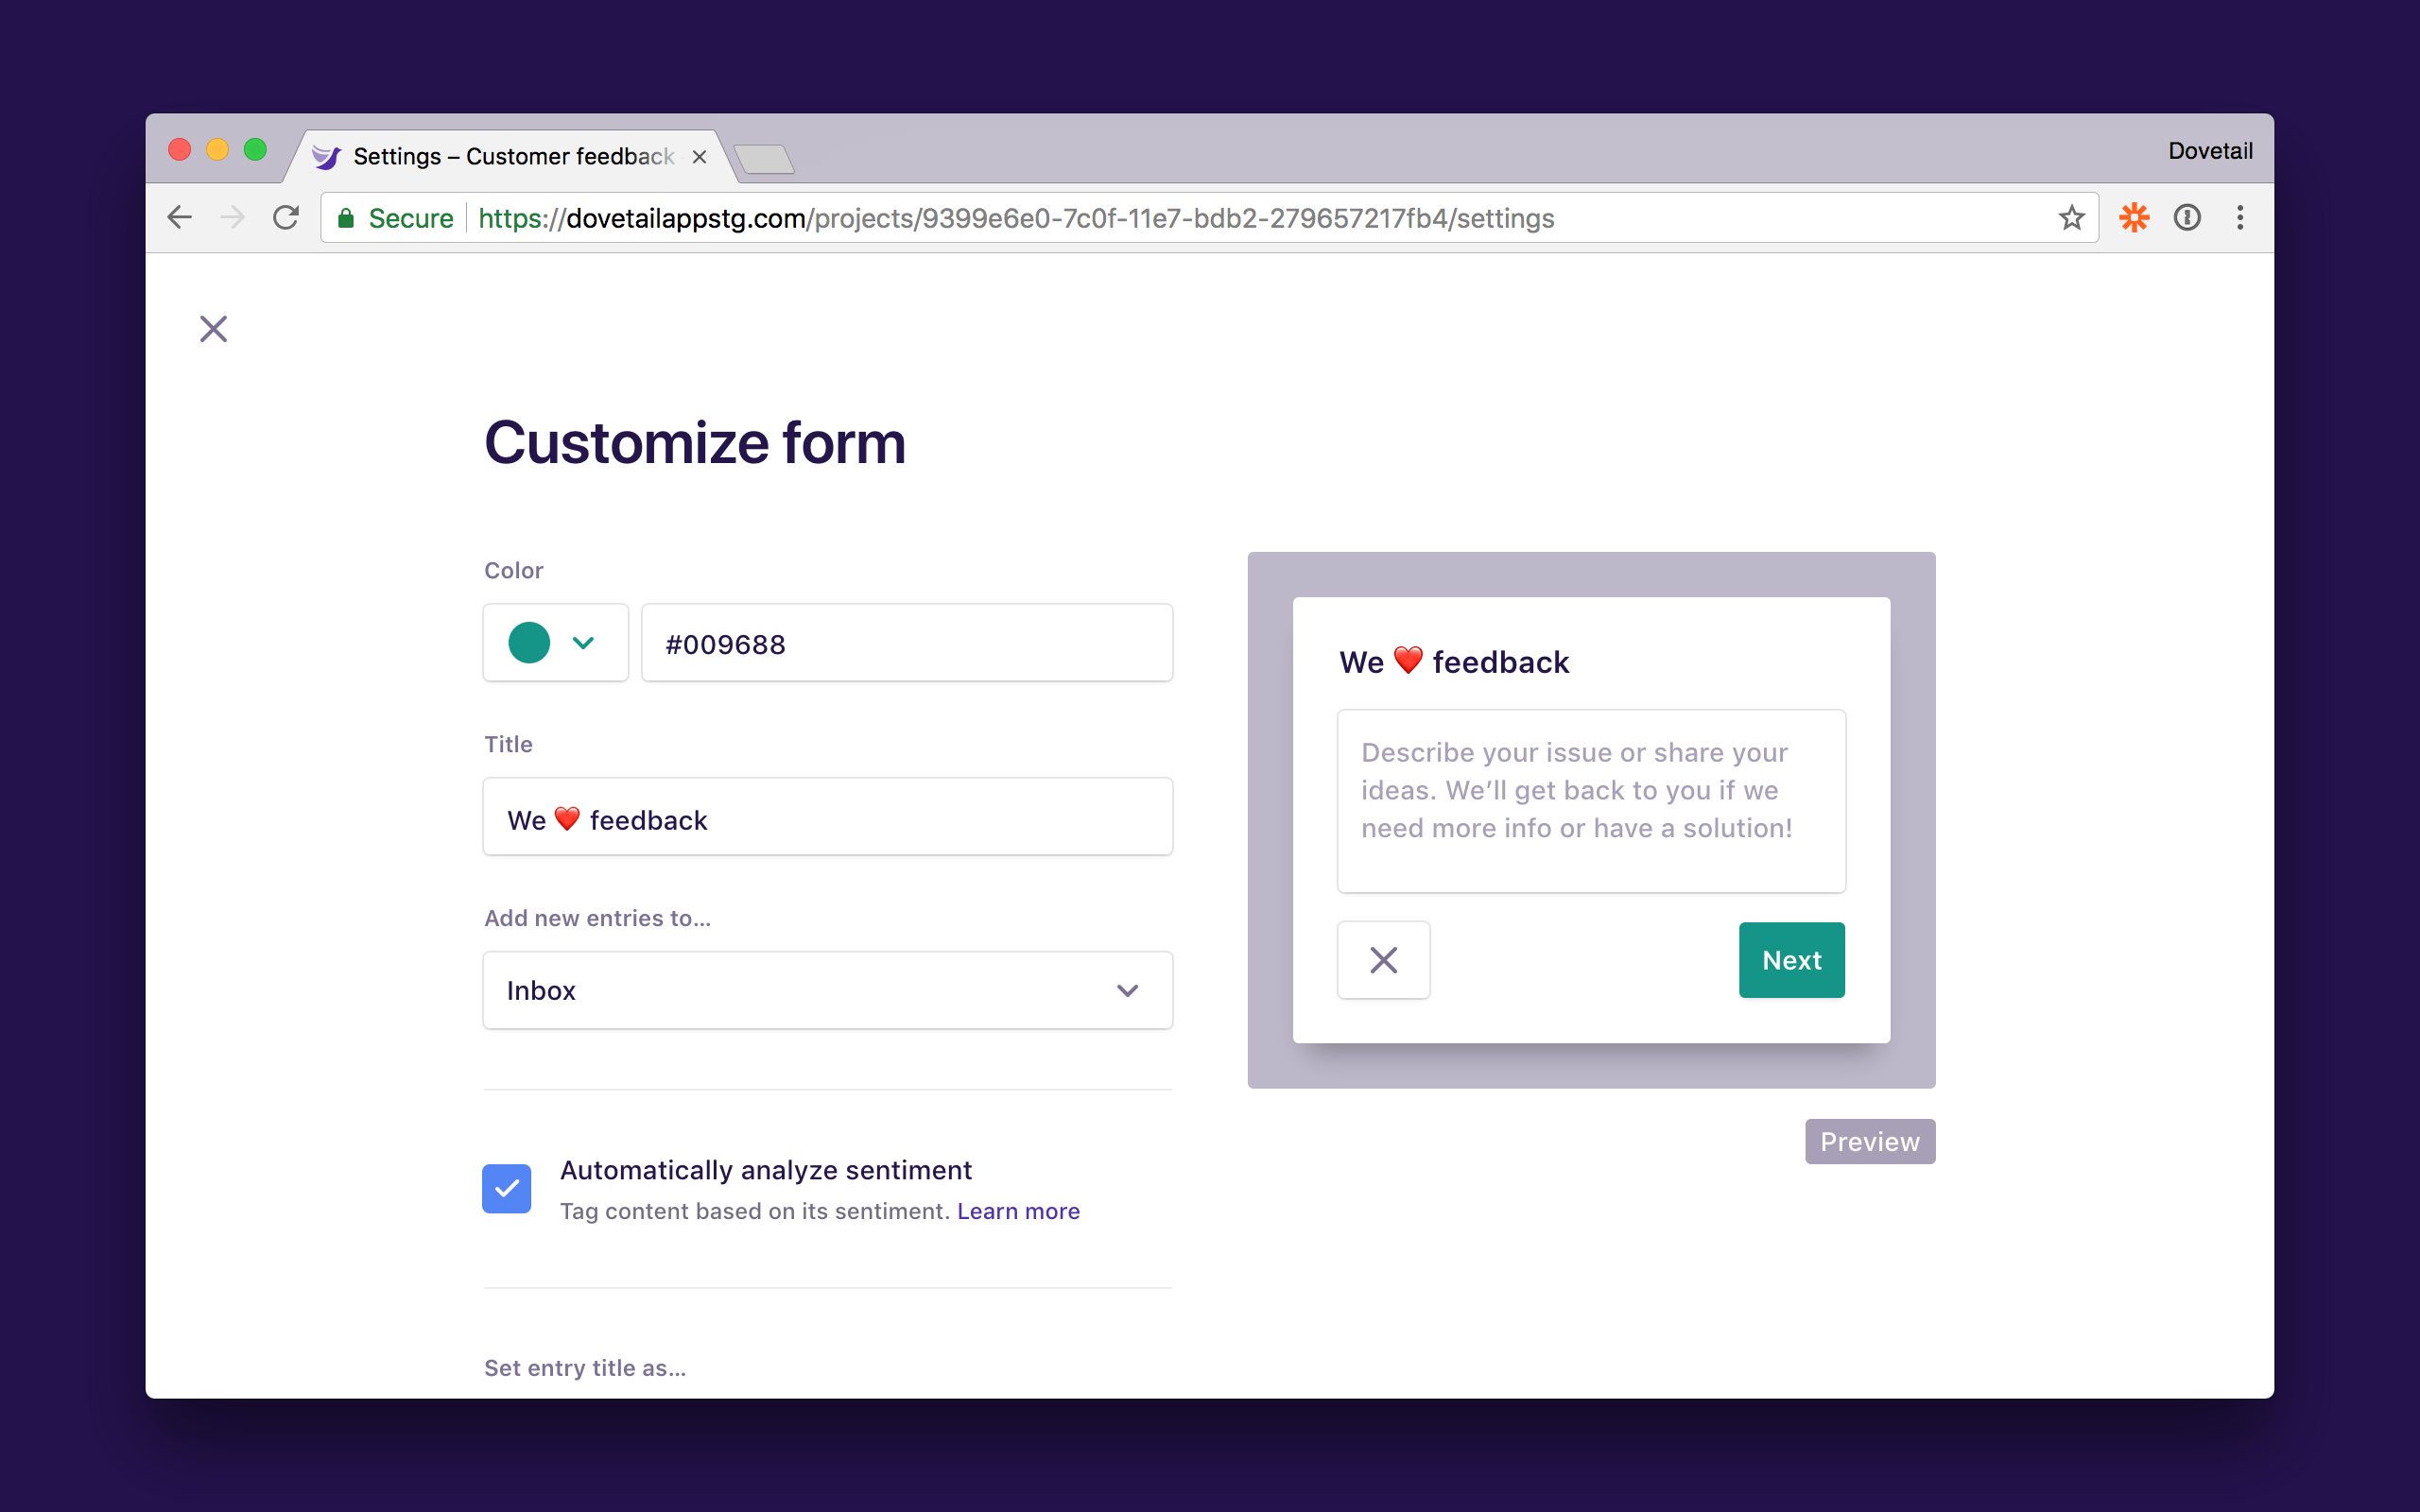 Settings – Customer feedback
Dovetail
Secure
https://dovetailappstg.com/projects/9399e6e0-7c0f-11e7-bdb2-279657217fb4/settings
Customize form
Color
#009688
Title
We ❤️ feedback
Add new entries to...
Inbox
Automatically analyze sentiment
Tag content based on its sentiment. Learn more
Set entry title as...
We ❤️ feedback
Describe your issue or share your
ideas. We’ll get back to you if we
need more info or have a solution!
Next
Preview